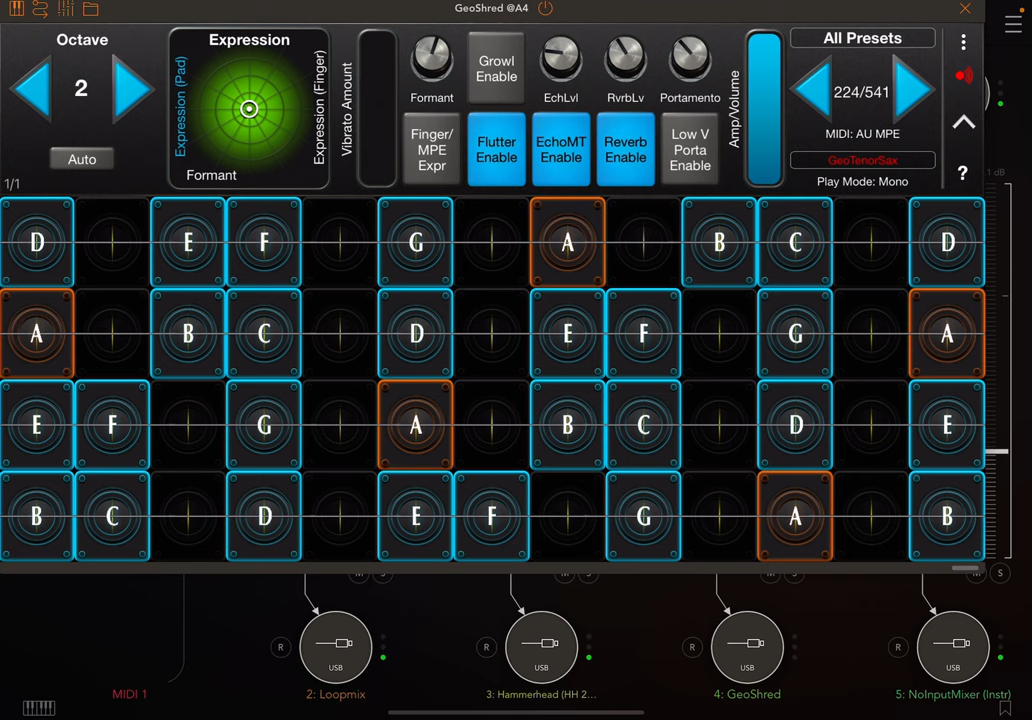 GeoShred @A4
Octave
2
Auto
1/1
Expression
Expression (Pad)
Expression (Finger)
Formant
Vibrato Amount
Formant
Growl
Enable
EchLvl
RvrbLv
Portamento
Finger/
MPE
Expr
Flutter
Enable
EchoMT
Enable
Reverb
Enable
Low V
Porta
Enable
Amp/Volume
All Presets
224/541
MIDI: AU MPE
GeoTenorSax
Play Mode: Mono
?
1 dB
D E F G A B C D
A B C D E F G A
E F G A B C D E
B C D E F G A B
M S M S M S M S
R USB R USB R USB R USB
MIDI 1 2: Loopmix 3: Hammerhead (HH 2... 4: GeoShred 5: NoInputMixer (Instr)